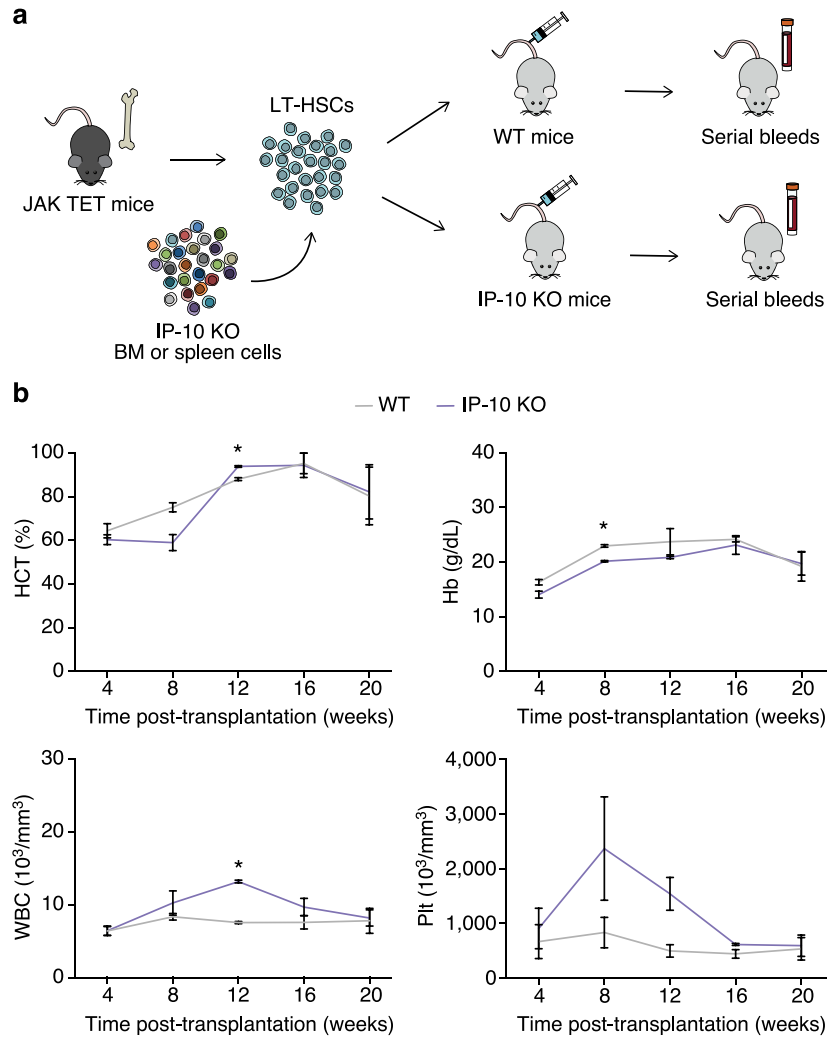 a
LT-HSCs
JAK TET mice
WT mice
Serial bleeds
IP-10 KO
BM or spleen cells
IP-10 KO mice
Serial bleeds
b
WT
IP-10 KO
HCT (%)
100
80
60
40
20
0
*
4 8 12 16 20
Time post-transplantation (weeks)
Hb (g/dL)
40
30
20
10
0
*
4 8 12 16 20
Time post-transplantation (weeks)
WBC (10³/mm³)
30
20
10
0
*
4 8 12 16 20
Time post-transplantation (weeks)
Plt (10³/mm³)
4,000
3,000
2,000
1,000
0
4 8 12 16 20
Time post-transplantation (weeks)